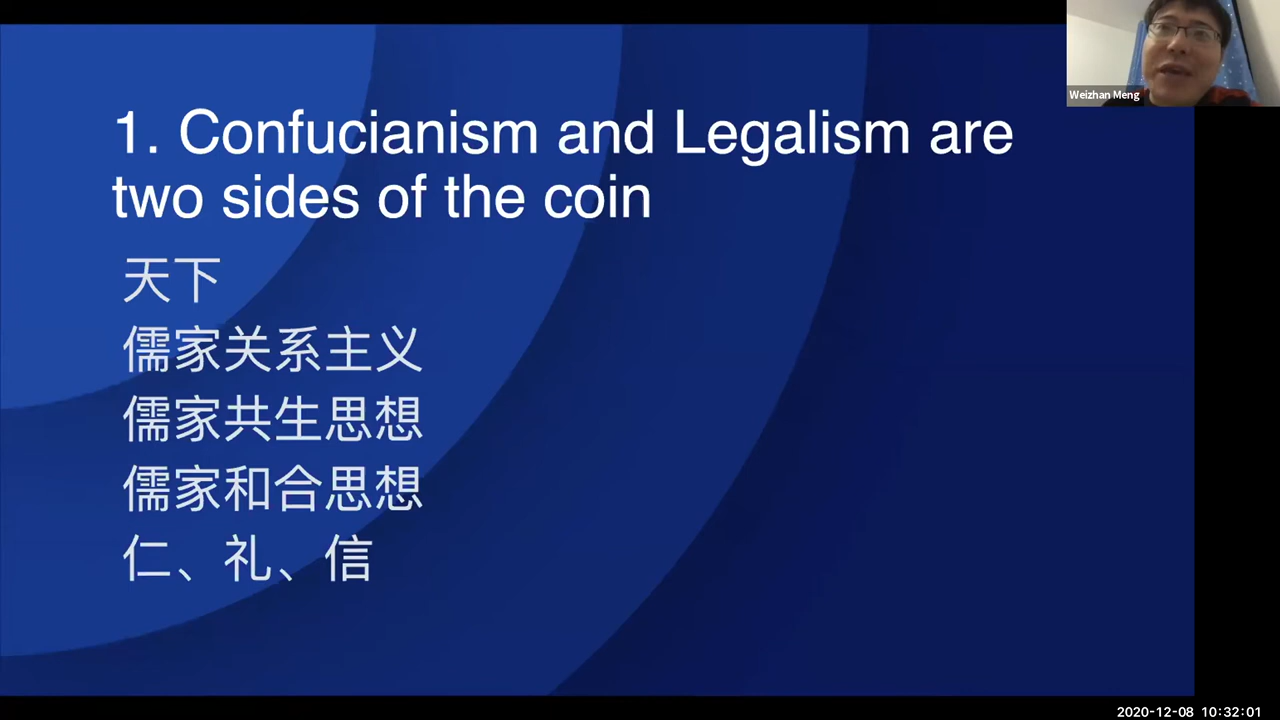 1. Confucianism and Legalism are
two sides of the coin
天下
儒家关系主义
儒家共生思想
儒家和合思想
仁、礼、信
Weizhan Meng
2020-12-08 10:32:01